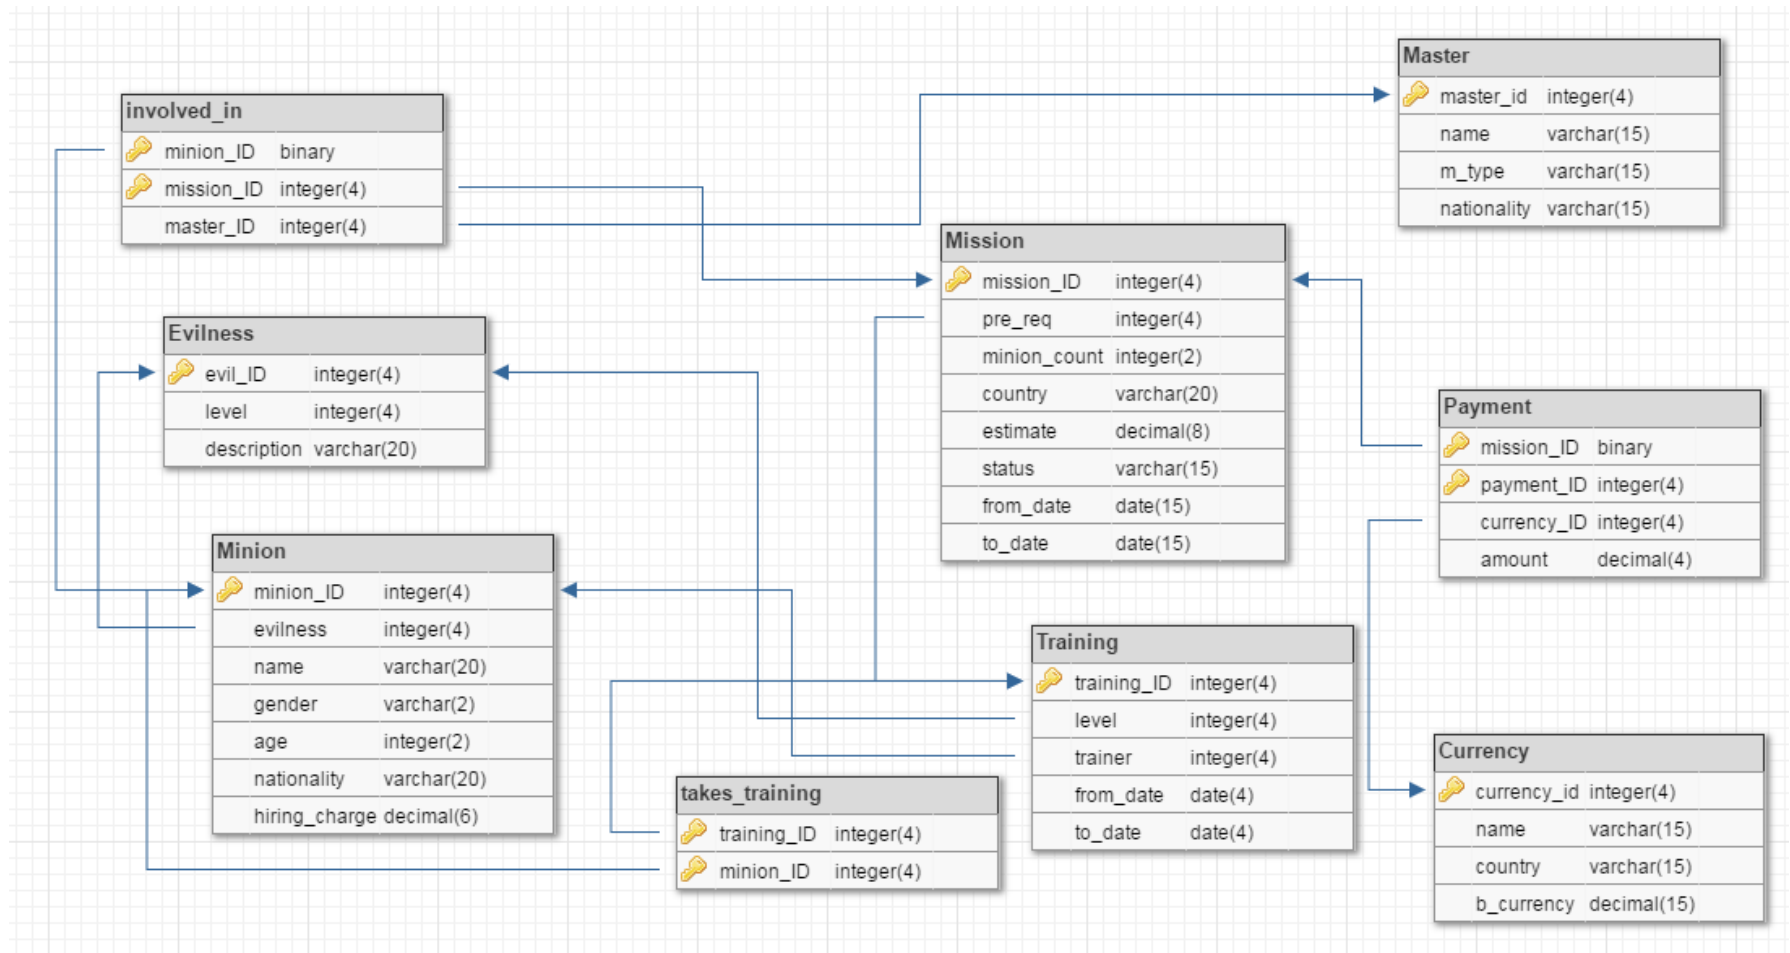 involved_in
minion_ID binary
mission_ID integer(4)
master_ID integer(4)
Master
master_id integer(4)
name varchar(15)
m_type varchar(15)
nationality varchar(15)
Evilness
evil_ID integer(4)
level integer(4)
description varchar(20)
Mission
mission_ID integer(4)
pre_req integer(4)
minion_count integer(2)
country varchar(20)
estimate decimal(8)
status varchar(15)
from_date date(15)
to_date date(15)
Payment
mission_ID binary
payment_ID integer(4)
currency_ID integer(4)
amount decimal(4)
Minion
minion_ID integer(4)
evilness integer(4)
name varchar(20)
gender varchar(2)
age integer(2)
nationality varchar(20)
hiring_charge decimal(6)
takes_training
training_ID integer(4)
minion_ID integer(4)
Training
training_ID integer(4)
level integer(4)
trainer integer(4)
from_date date(4)
to_date date(4)
Currency
currency_id integer(4)
name varchar(15)
country varchar(15)
b_currency decimal(15)